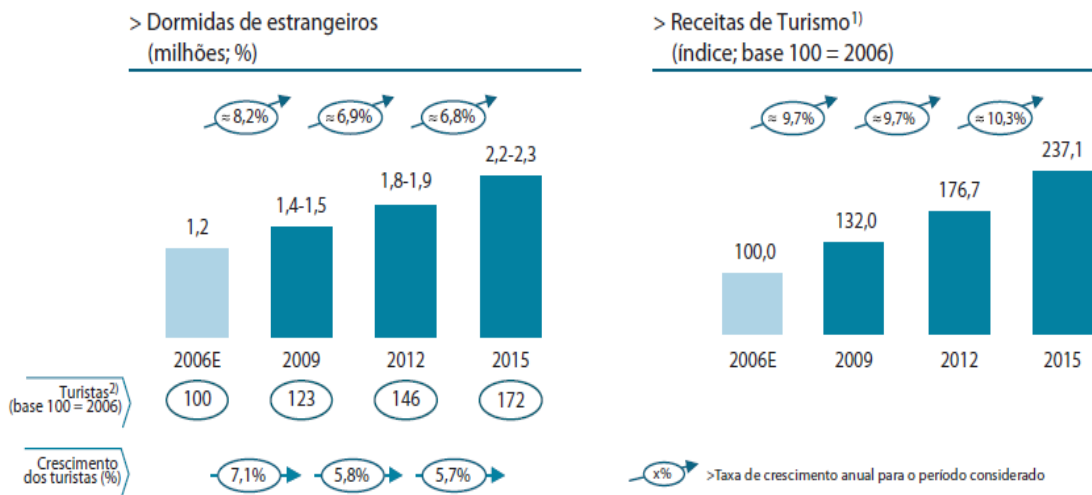 > Dormidas de estrangeiros
(milhões; %)
≈ 8,2% ≈ 6,9% ≈ 6,8%
1,2 1,4-1,5 1,8-1,9 2,2-2,3
2006E 2009 2012 2015
Turistas2)
(base 100 = 2006)
100 123 146 172
Crescimento
dos turistas (%)
7,1% 5,8% 5,7%
> Receitas de Turismo1)
(índice; base 100 = 2006)
≈ 9,7% ≈ 9,7% ≈ 10,3%
100,0 132,0 176,7 237,1
2006E 2009 2012 2015
x% >Taxa de crescimento anual para o período considerado